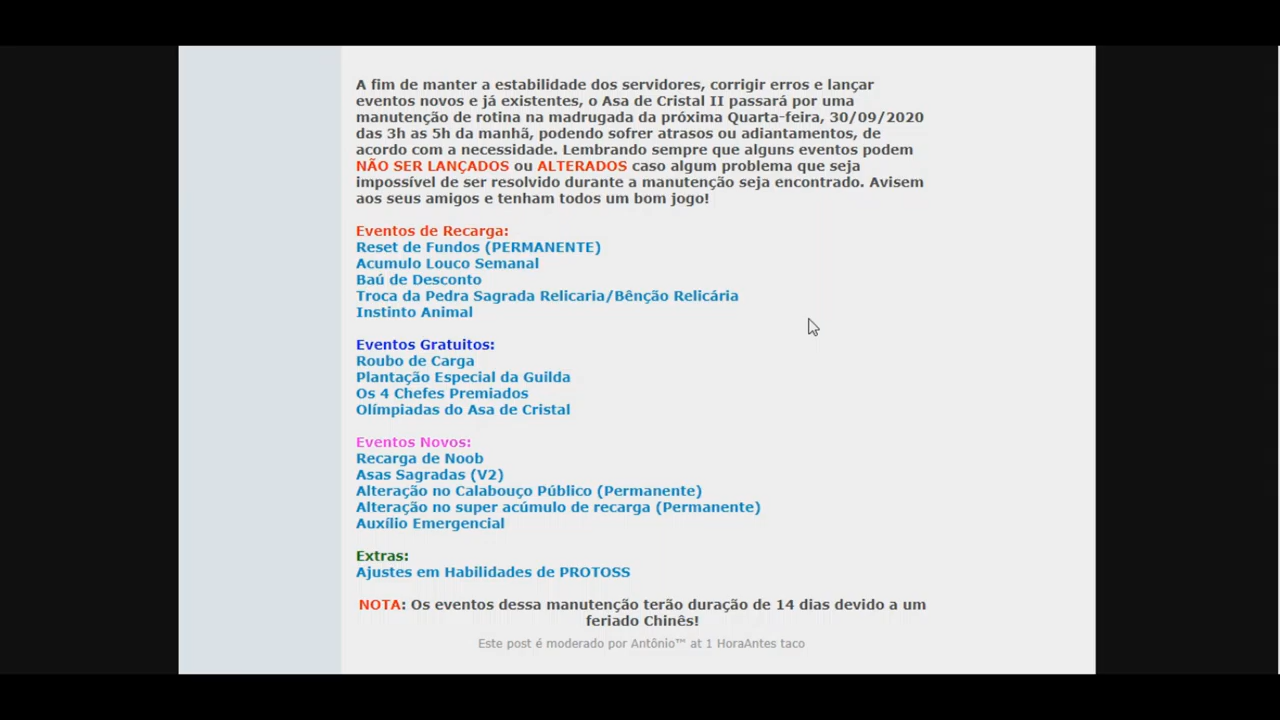 A fim de manter a estabilidade dos servidores, corrigir erros e lançar
eventos novos e já existentes, o Asa de Cristal II passará por uma
manutenção de rotina na madrugada da próxima Quarta-feira, 30/09/2020
das 3h as 5h da manhã, podendo sofrer atrasos ou adiantamentos, de
acordo com a necessidade. Lembrando sempre que alguns eventos podem
NÃO SER LANÇADOS ou ALTERADOS caso algum problema que seja
impossível de ser resolvido durante a manutenção seja encontrado. Avisem
aos seus amigos e tenham todos um bom jogo!
Eventos de Recarga:
Reset de Fundos (PERMANENTE)
Acumulo Louco Semanal
Baú de Desconto
Troca da Pedra Sagrada Relicaria/Bênção Relicária
Instinto Animal
Eventos Gratuitos:
Roubo de Carga
Plantação Especial da Guilda
Os 4 Chefes Premiados
Olímpiadas do Asa de Cristal
Eventos Novos:
Recarga de Noob
Asas Sagradas (V2)
Alteração no Calabouço Público (Permanente)
Alteração no super acúmulo de recarga (Permanente)
Auxílio Emergencial
Extras:
Ajustes em Habilidades de PROTOSS
NOTA: Os eventos dessa manutenção terão duração de 14 dias devido a um
feriado Chinês!
Este post é moderado por Antônio™ at 1 HoraAntes taco